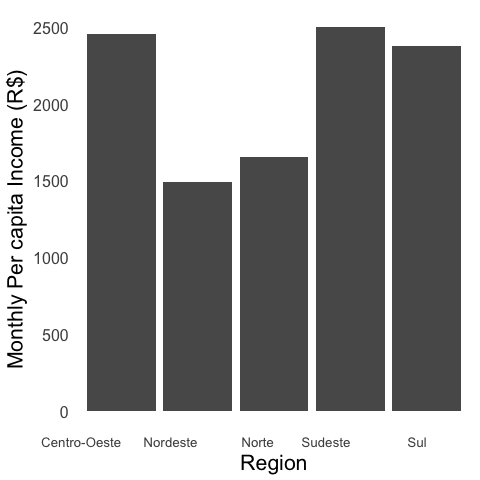 Monthly Per capita Income (R$)
2500
2000
1500
1000
500
0
Centro-Oeste Nordeste Norte Sudeste Sul
Region